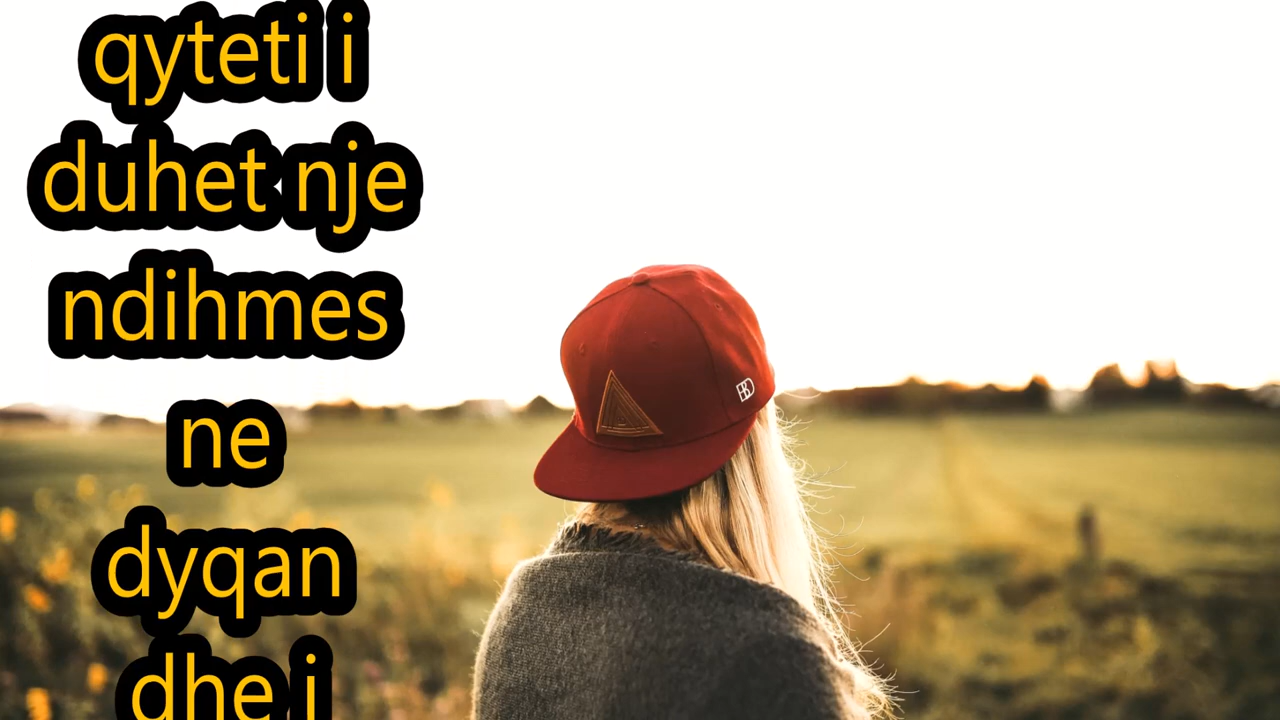 qyteti i
duhet nje
ndihmes
ne
dyqan
dhe i